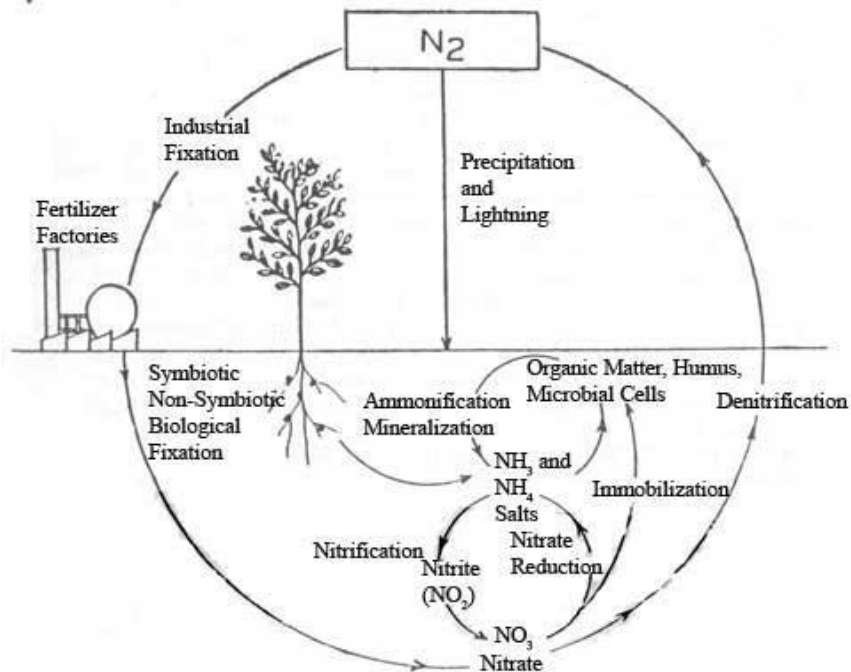 N2
Industrial
Fixation
Precipitation
and
Lightning
Fertilizer
Factories
Symbiotic
Non-Symbiotic
Biological
Fixation
Ammonification
Mineralization
Organic Matter, Humus,
Microbial Cells
Denitrification
NH₃ and
NH₄
Salts
Immobilization
Nitrification
Nitrate
Reduction
Nitrite
(NO₂)
NO₃
Nitrate